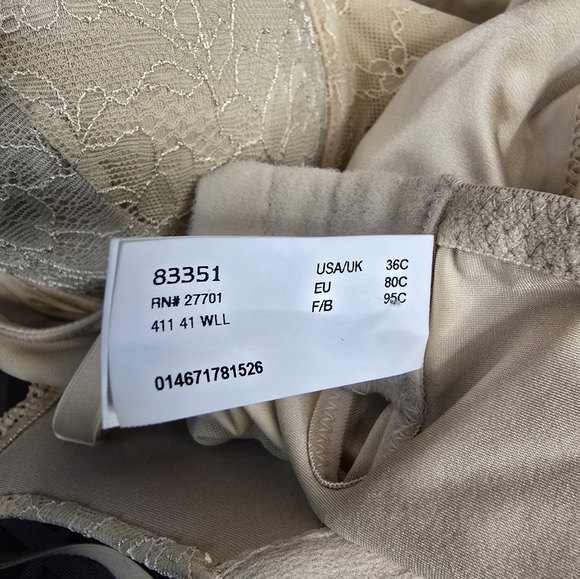 83351
RN# 27701
411 41 WLL
014671781526
USA/UK 36C
EU 80C
F/B 95C